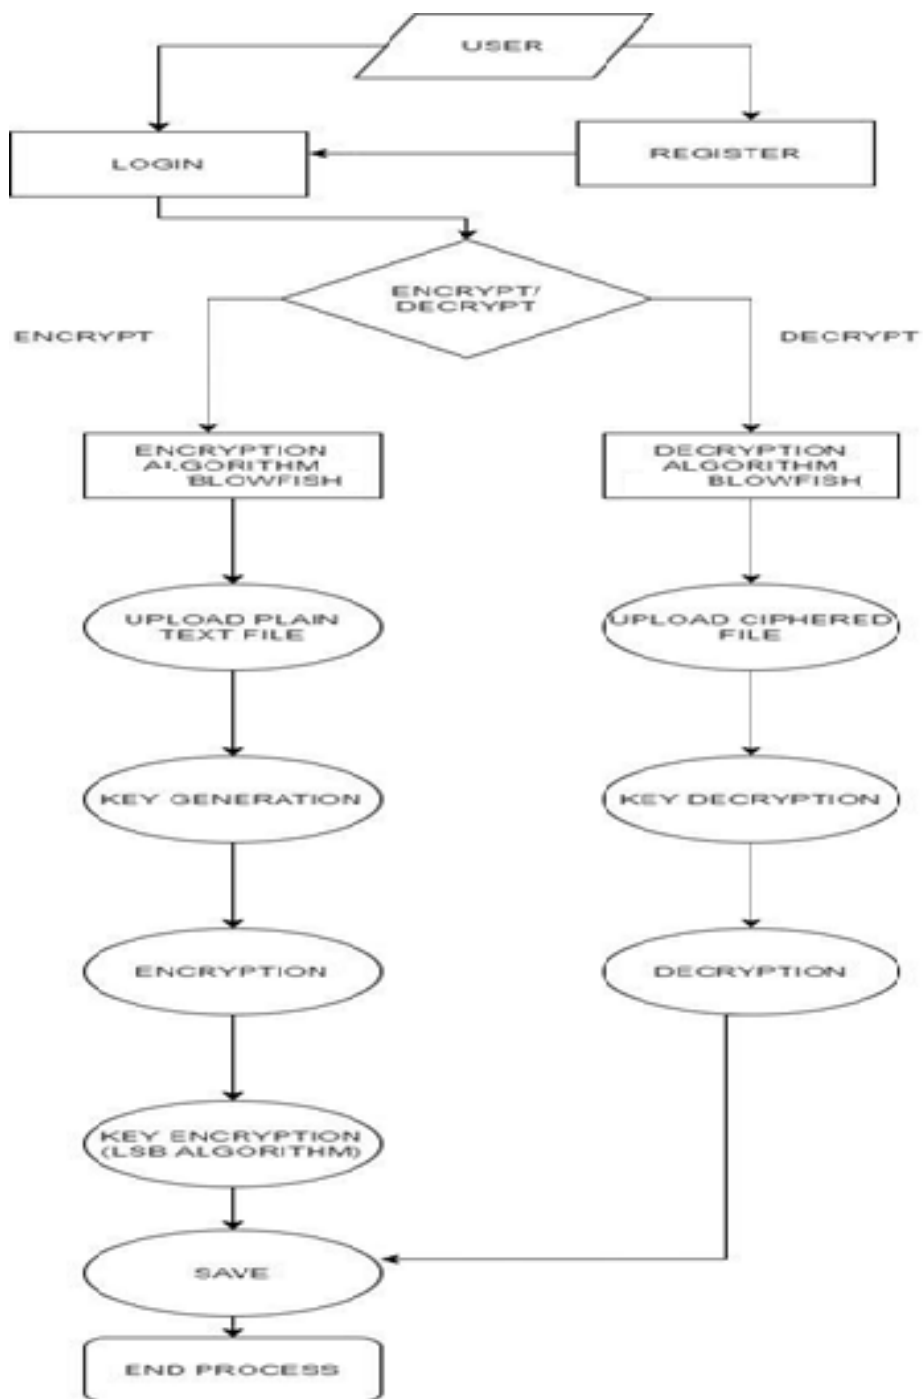 USER
LOGIN
REGISTER
ENCRYPT/
DECRYPT
ENCRYPT
DECRYPT
ENCRYPTION
ALGORITHM
BLOWFISH
DECRYPTION
ALGORITHM
BLOWFISH
UPLOAD PLAIN
TEXT FILE
UPLOAD CIPHERED
FILE
KEY GENERATION
KEY DECRYPTION
ENCRYPTION
DECRYPTION
KEY ENCRYPTION
(LSB ALGORITHM)
SAVE
END PROCESS